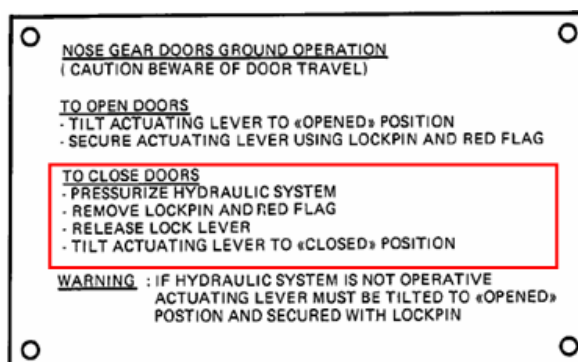 NOSE GEAR DOORS GROUND OPERATION
( CAUTION BEWARE OF DOOR TRAVEL)
TO OPEN DOORS
- TILT ACTUATING LEVER TO «OPENED» POSITION
- SECURE ACTUATING LEVER USING LOCKPIN AND RED FLAG
TO CLOSE DOORS
- PRESSURIZE HYDRAULIC SYSTEM
- REMOVE LOCKPIN AND RED FLAG
- RELEASE LOCK LEVER
- TILT ACTUATING LEVER TO «CLOSED» POSITION
WARNING : IF HYDRAULIC SYSTEM IS NOT OPERATIVE
ACTUATING LEVER MUST BE TILTED TO «OPENED»
POSTION AND SECURED WITH LOCKPIN